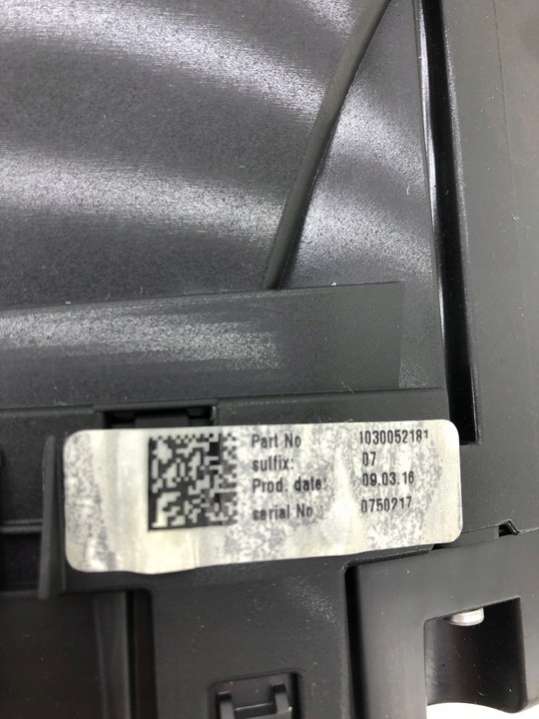 Part No 1030052181
suffix: 07
Prod. date: 09.03.16
serial No 0750217